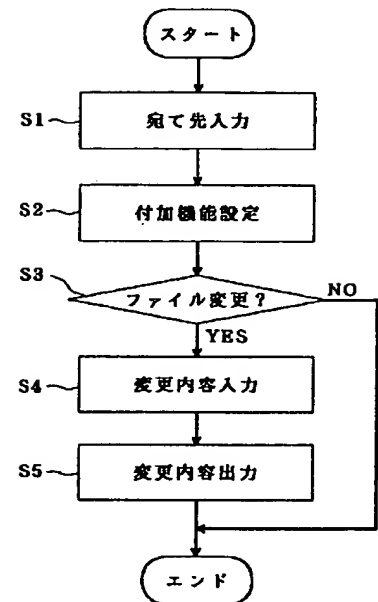 スタート
S1 宛て先入力
S2 付加機能設定
S3 ファイル変更? NO
YES
S4 変更内容入力
S5 変更内容出力
エンド